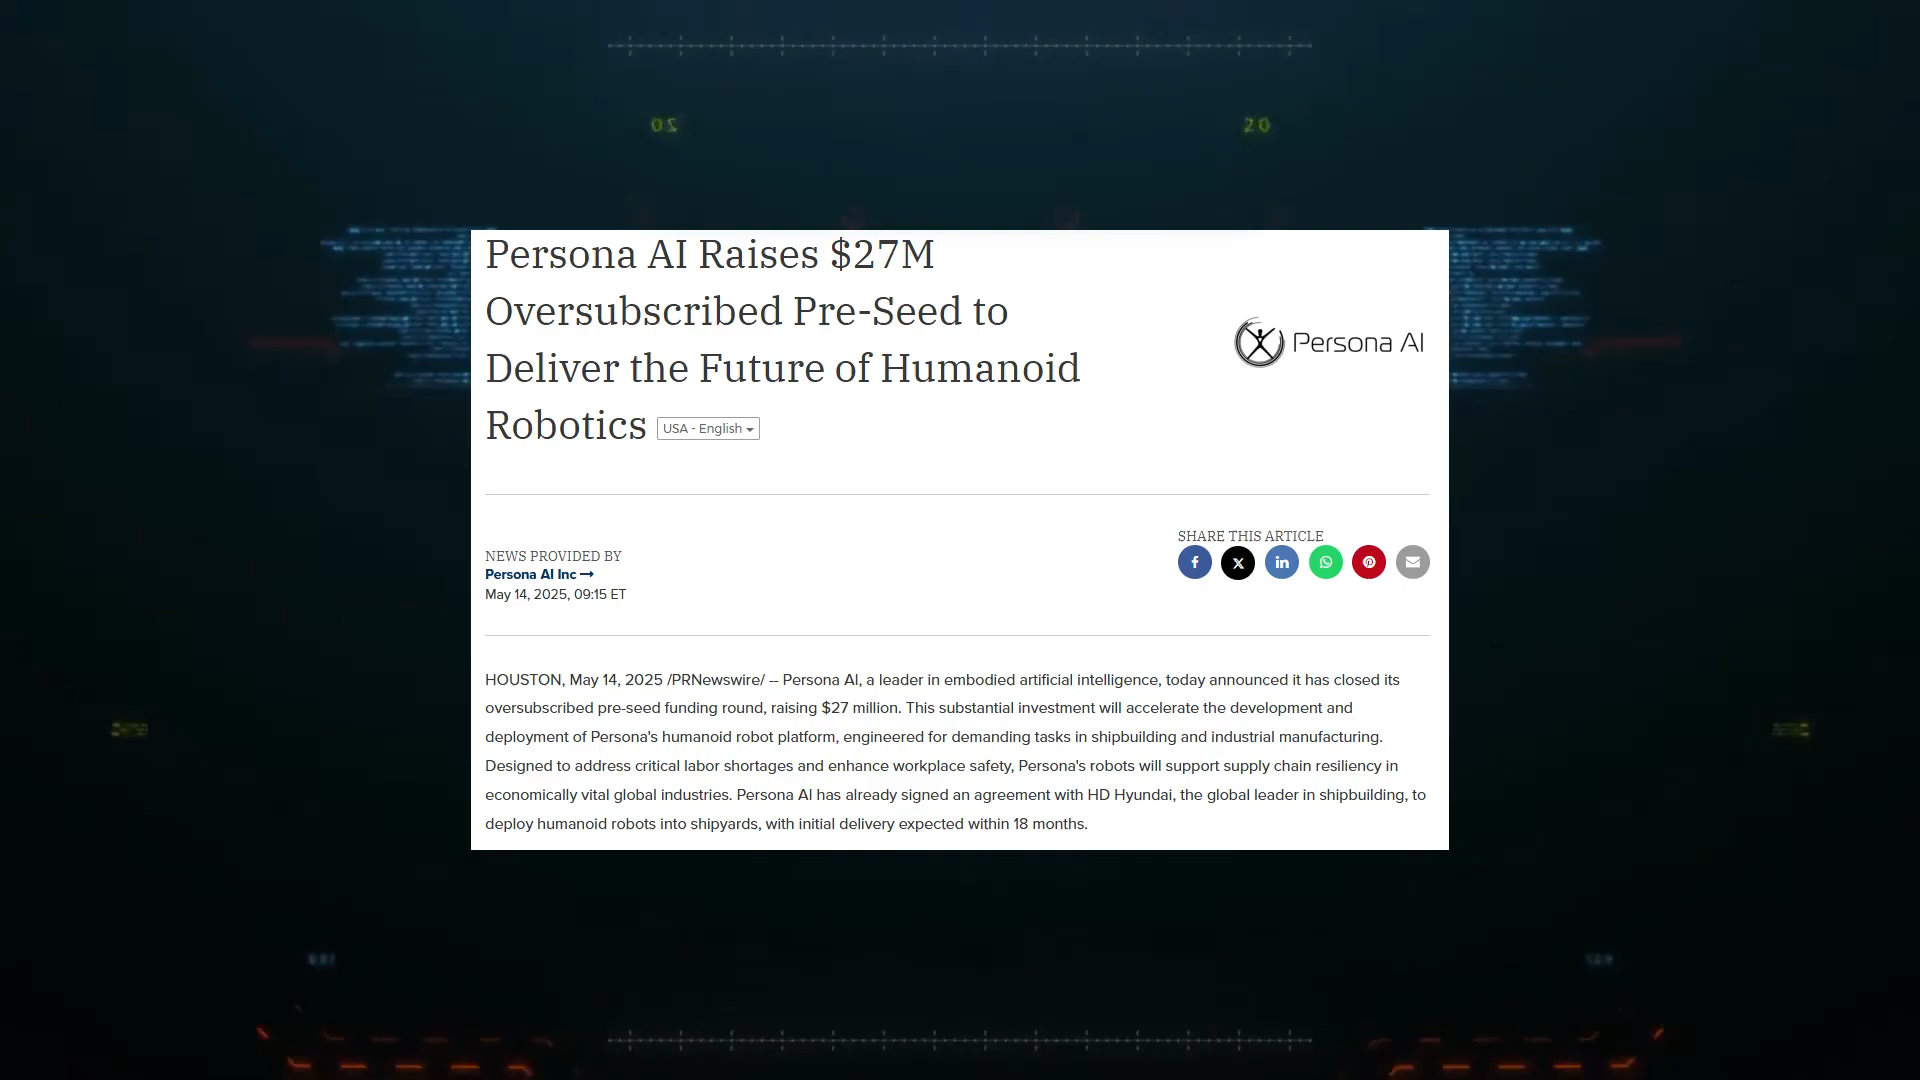 20
Persona AI Raises $27M
Oversubscribed Pre-Seed to
Deliver the Future of Humanoid
Robotics
USA - English
Persona AI
SHARE THIS ARTICLE
NEWS PROVIDED BY
Persona AI Inc
May 14, 2025, 09:15 ET
HOUSTON, May 14, 2025 /PRNewswire/ -- Persona AI, a leader in embodied artificial intelligence, today announced it has closed its
oversubscribed pre-seed funding round, raising $27 million. This substantial investment will accelerate the development and
deployment of Persona's humanoid robot platform, engineered for demanding tasks in shipbuilding and industrial manufacturing.
Designed to address critical labor shortages and enhance workplace safety, Persona's robots will support supply chain resiliency in
economically vital global industries. Persona AI has already signed an agreement with HD Hyundai, the global leader in shipbuilding, to
deploy humanoid robots into shipyards, with initial delivery expected within 18 months.